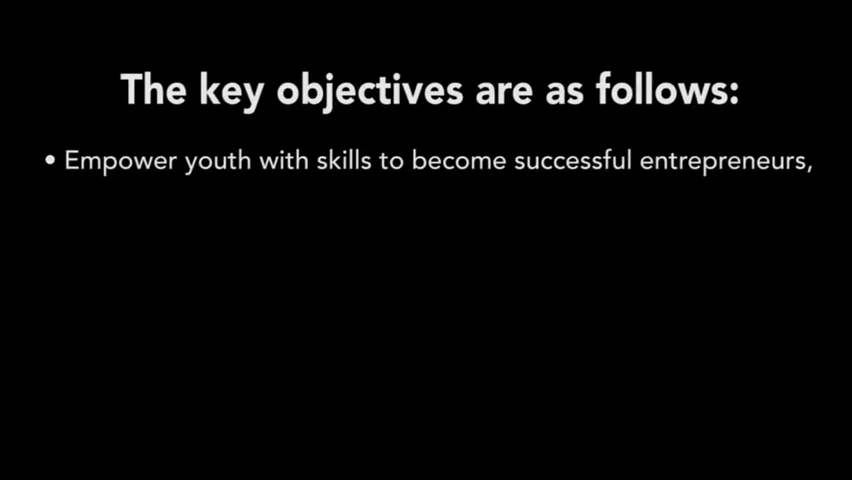 The key objectives are as follows:
• Empower youth with skills to become successful entrepreneurs,